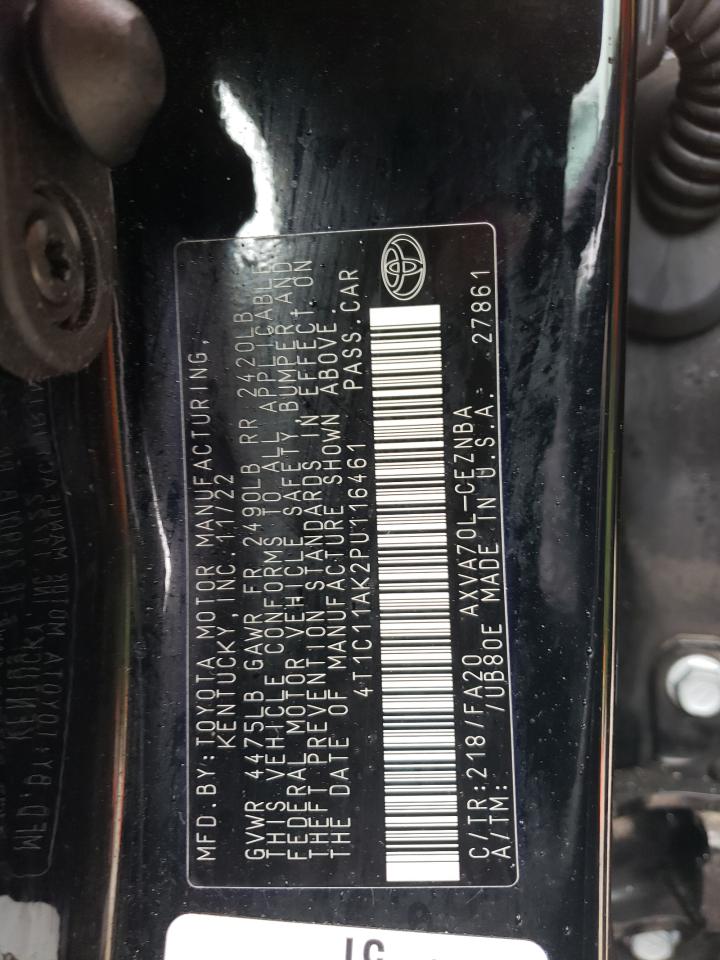 MFD.BY:TOYOTA MOTOR MANUFACTURING,
KENTUCKY, INC. 11/22
GVWR 4475LB GAWR FR 2490LB RR 2420LB
THIS VEHICLE CONFORMS TO ALL APPLICABLE
FEDERAL MOTOR VEHICLE SAFETY BUMPER AND
THEFT PREVENTION STANDARDS IN EFFECT ON
THE DATE OF MANUFACTURE SHOWN ABOVE.
4T1C11AK2PU116461 PASS.CAR
C/TR:218/FA20 AXVA70L-CEZNBA
A/TM: /UB80E MADE IN U.S.A. 27861